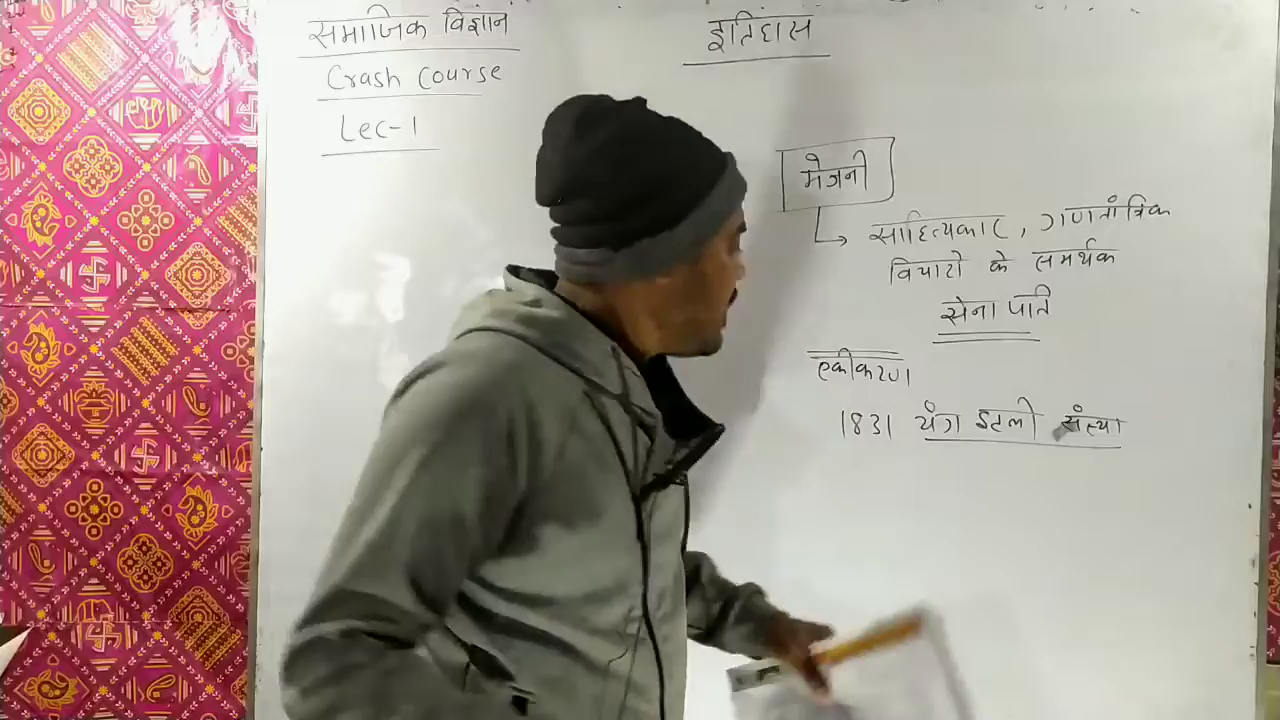 समाजिक विज्ञान
Crash Course
Lec-1
इतिहास
मेजनी
साहित्यकार, गणतांत्रिक
विचारो के समर्थक
सेनापति
एकीकरण
1831 यंग इटली संस्था